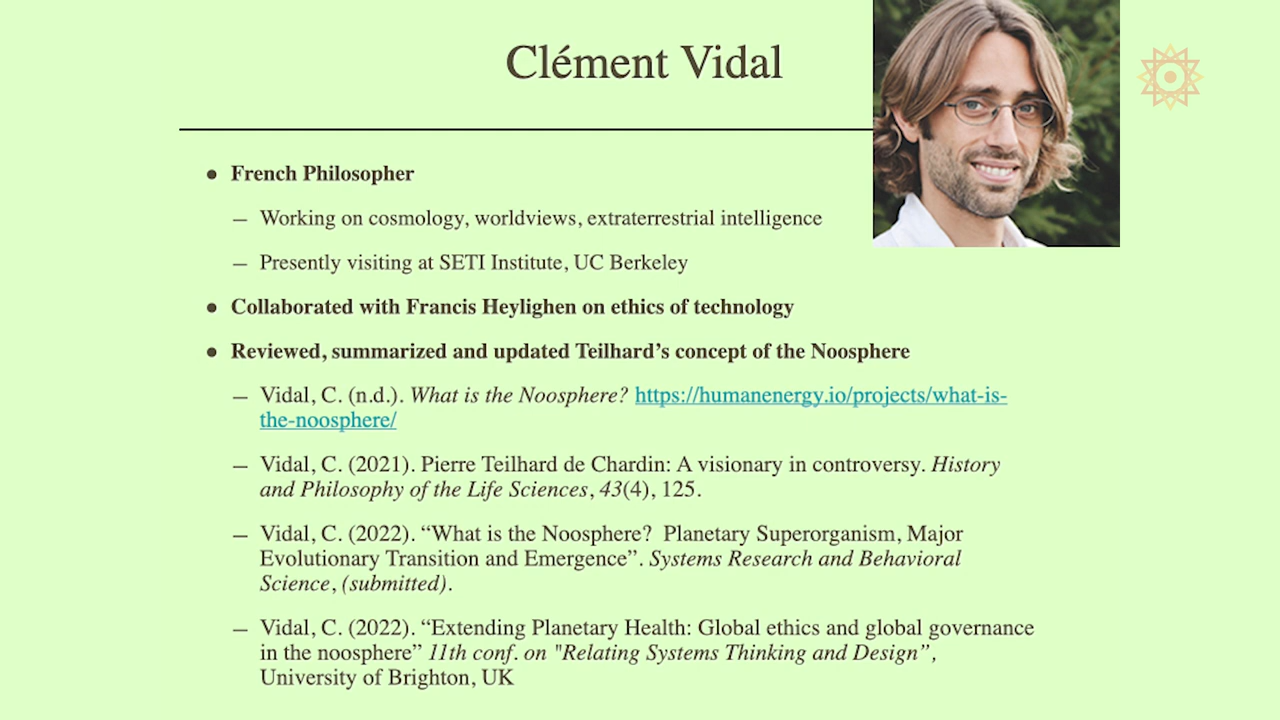 Clément Vidal
● French Philosopher
– Working on cosmology, worldviews, extraterrestrial intelligence
– Presently visiting at SETI Institute, UC Berkeley
● Collaborated with Francis Heylighen on ethics of technology
● Reviewed, summarized and updated Teilhard’s concept of the Noosphere
– Vidal, C. (n.d.). What is the Noosphere? https://humanenergy.io/projects/what-is-
the-noosphere/
– Vidal, C. (2021). Pierre Teilhard de Chardin: A visionary in controversy. History
and Philosophy of the Life Sciences, 43(4), 125.
– Vidal, C. (2022). “What is the Noosphere?  Planetary Superorganism, Major
Evolutionary Transition and Emergence”. Systems Research and Behavioral
Science, (submitted).
– Vidal, C. (2022). “Extending Planetary Health: Global ethics and global governance
in the noosphere” 11th conf. on "Relating Systems Thinking and Design”,
University of Brighton, UK